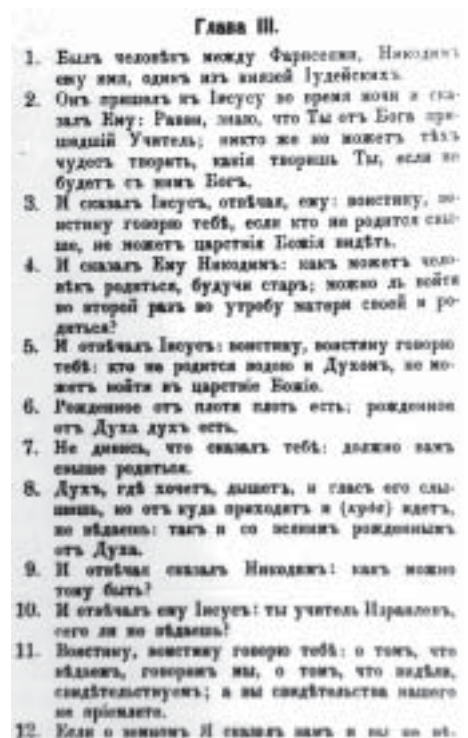 Глава III.
1. Былъ человѣкъ между Фарисеями, Никодимъ
ему имя, одинъ изъ князей Іудейскихъ.
2. Онъ пришелъ къ Іисусу во время ночи и ска-
залъ Ему: Равви, знаю, что Ты отъ Бога при-
шедшій Учитель; никто же не можетъ тѣхъ
чудесъ творить, какія творишь Ты, если не
будетъ съ нимъ Богъ.
3. И сказалъ Іисусъ, отвѣчая, ему: воистину, во-
истину говорю тебѣ, если кто не родится свы-
ше, не можетъ царствія Божія видѣть.
4. И сказалъ Ему Никодимъ: какъ можетъ чело-
вѣкъ родиться, будучи старъ; можно ль войти
во второй разъ во утробу матери своей и ро-
диться?
5. И отвѣчалъ Іисусъ: воистину, воистину говорю
тебѣ: кто не родится водою и Духомъ, не мо-
жетъ войти въ царствіе Божіе.
6. Рожденное отъ плоти плоть есть; рожденное
отъ Духа духъ есть.
7. Не дивись, что сказалъ тебѣ: должно вамъ
свыше родиться.
8. Духъ, гдѣ хочетъ, дышетъ, и гласъ его слы-
шишь, но отъ куда приходитъ и (кудѣ) идетъ,
не вѣдаешь: такъ и со всякимъ рожденнымъ
отъ Духа.
9. И отвѣчая сказалъ Никодимъ: какъ можно
тому быть?
10. И отвѣчалъ ему Іисусъ: ты учитель Израилевъ,
сего ли не вѣдаешь?
11. Воистину, воистину говорю тебѣ: о томъ, что
вѣдаемъ, говоримъ мы, о томъ, что видѣли,
свидѣтельствуемъ; а вы свидѣтельства нашего
не пріемлете.
12. Если о земномъ Я сказалъ вамъ и вы не вѣ-